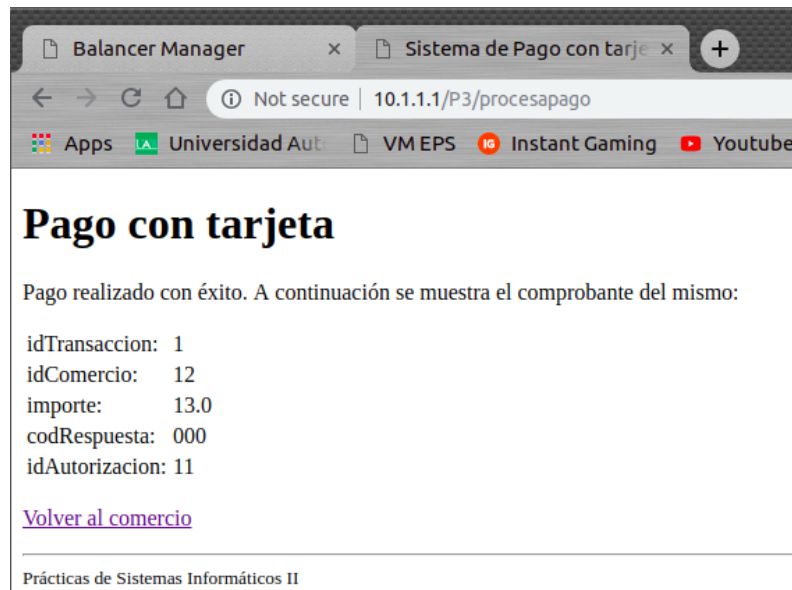 Balancer Manager × Sistema de Pago con tarje × +
Not secure | 10.1.1.1/P3/procesapago
Apps LA Universidad Aut VM EPS IG Instant Gaming Youtube
Pago con tarjeta
Pago realizado con éxito. A continuación se muestra el comprobante del mismo:
idTransaccion: 1
idComercio: 12
importe: 13.0
codRespuesta: 000
idAutorizacion: 11
Volver al comercio
Prácticas de Sistemas Informáticos II